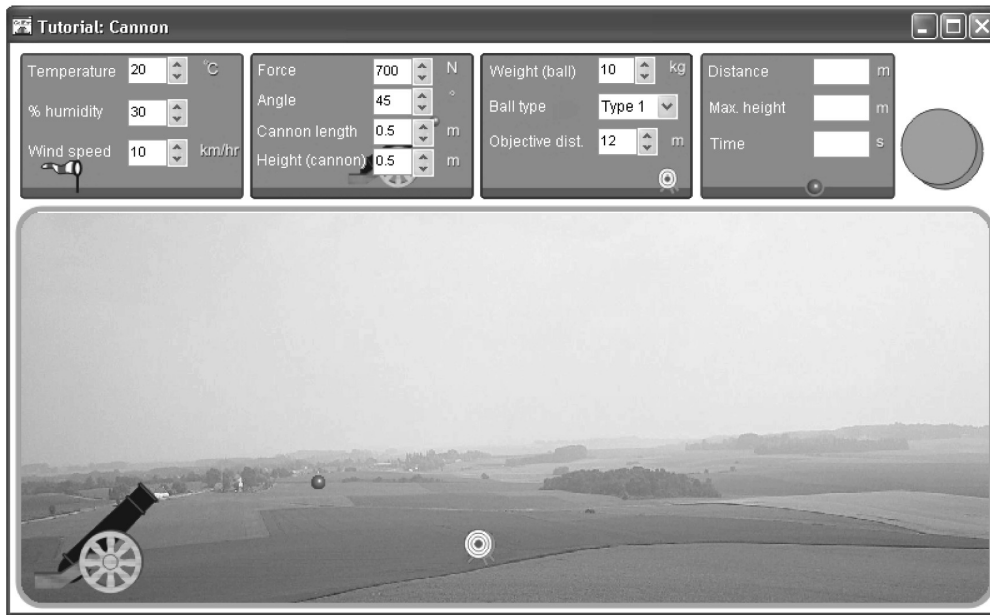 Tutorial: Cannon
Temperature 20 °C
% humidity 30
Wind speed 10 km/hr
Force 700 N
Angle 45 °
Cannon length 0.5 m
Height (cannon) 0.5 m
Weight (ball) 10 kg
Ball type Type 1
Objective dist. 12 m
Distance m
Max. height m
Time s